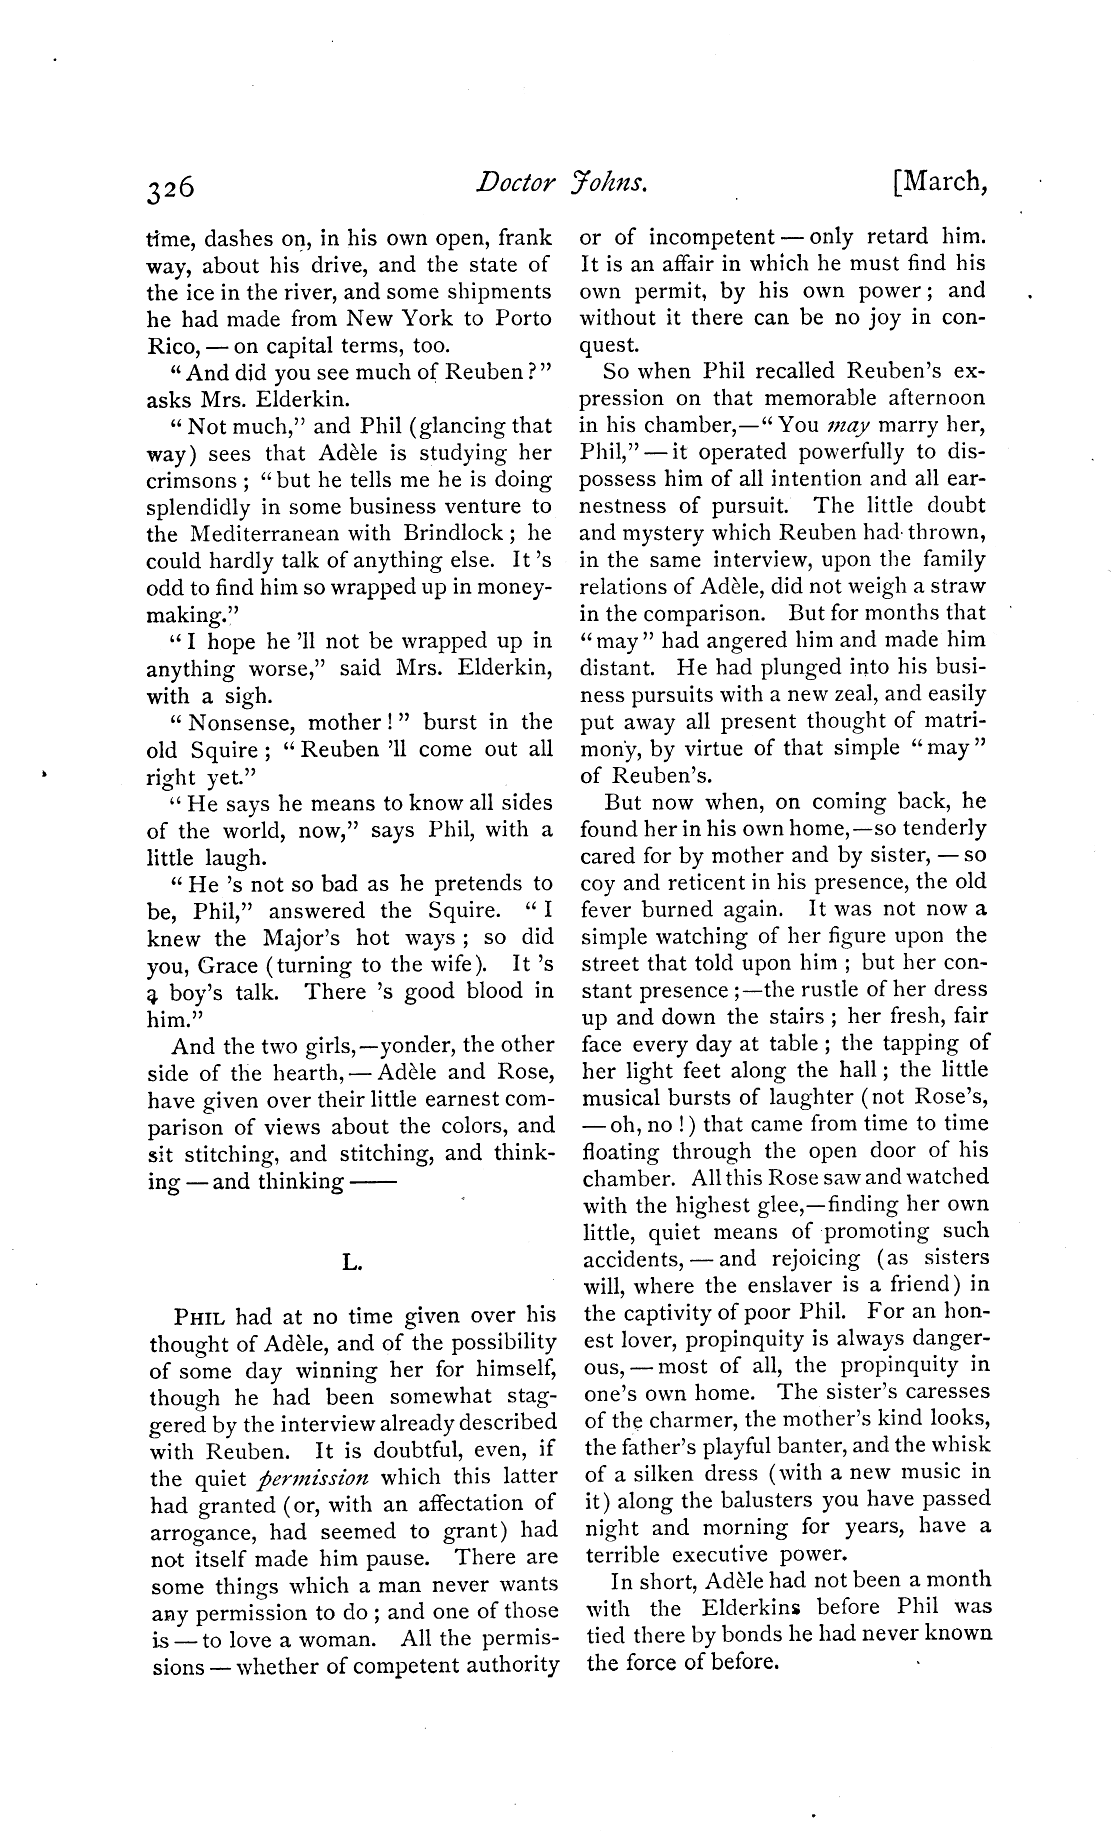 326
Doctor Johns.
[March,
time, dashes on, in his own open, frank
way, about his drive, and the state of
the ice in the river, and some shipments
he had made from New York to Porto
Rico, — on capital terms, too.
"And did you see much of Reuben?"
asks Mrs. Elderkin.
"Not much," and Phil (glancing that
way) sees that Adèle is studying her
crimsons; "but he tells me he is doing
splendidly in some business venture to
the Mediterranean with Brindlock; he
could hardly talk of anything else. It 's
odd to find him so wrapped up in money-
making."
"I hope he 'll not be wrapped up in
anything worse," said Mrs. Elderkin,
with a sigh.
"Nonsense, mother!" burst in the
old Squire; "Reuben 'll come out all
right yet."
"He says he means to know all sides
of the world, now," says Phil, with a
little laugh.
"He 's not so bad as he pretends to
be, Phil," answered the Squire. "I
knew the Major's hot ways; so did
you, Grace (turning to the wife). It 's
a boy's talk. There 's good blood in
him."
And the two girls,—yonder, the other
side of the hearth,—Adèle and Rose,
have given over their little earnest com-
parison of views about the colors, and
sit stitching, and stitching, and think-
ing—and thinking——
L.
PHIL had at no time given over his
thought of Adèle, and of the possibility
of some day winning her for himself,
though he had been somewhat stag-
gered by the interview already described
with Reuben. It is doubtful, even, if
the quiet permission which this latter
had granted (or, with an affectation of
arrogance, had seemed to grant) had
not itself made him pause. There are
some things which a man never wants
any permission to do; and one of those
is—to love a woman. All the permis-
sions—whether of competent authority
or of incompetent—only retard him.
It is an affair in which he must find his
own permit, by his own power; and
without it there can be no joy in con-
quest.
So when Phil recalled Reuben's ex-
pression on that memorable afternoon
in his chamber,—"You may marry her,
Phil,"—it operated powerfully to dis-
possess him of all intention and all ear-
nestness of pursuit. The little doubt
and mystery which Reuben had thrown,
in the same interview, upon the family
relations of Adèle, did not weigh a straw
in the comparison. But for months that
"may" had angered him and made him
distant. He had plunged into his busi-
ness pursuits with a new zeal, and easily
put away all present thought of matri-
mony, by virtue of that simple "may"
of Reuben's.
But now when, on coming back, he
found her in his own home,—so tenderly
cared for by mother and by sister,—so
coy and reticent in his presence, the old
fever burned again. It was not now a
simple watching of her figure upon the
street that told upon him; but her con-
stant presence;—the rustle of her dress
up and down the stairs; her fresh, fair
face every day at table; the tapping of
her light feet along the hall; the little
musical bursts of laughter (not Rose's,
—oh, no!) that came from time to time
floating through the open door of his
chamber. All this Rose saw and watched
with the highest glee,—finding her own
little, quiet means of promoting such
accidents,—and rejoicing (as sisters
will, where the enslaver is a friend) in
the captivity of poor Phil. For an hon-
est lover, propinquity is always danger-
ous,—most of all, the propinquity in
one's own home. The sister's caresses
of the charmer, the mother's kind looks,
the father's playful banter, and the whisk
of a silken dress (with a new music in
it) along the balusters you have passed
night and morning for years, have a
terrible executive power.
In short, Adèle had not been a month
with the Elderkins before Phil was
tied there by bonds he had never known
the force of before.